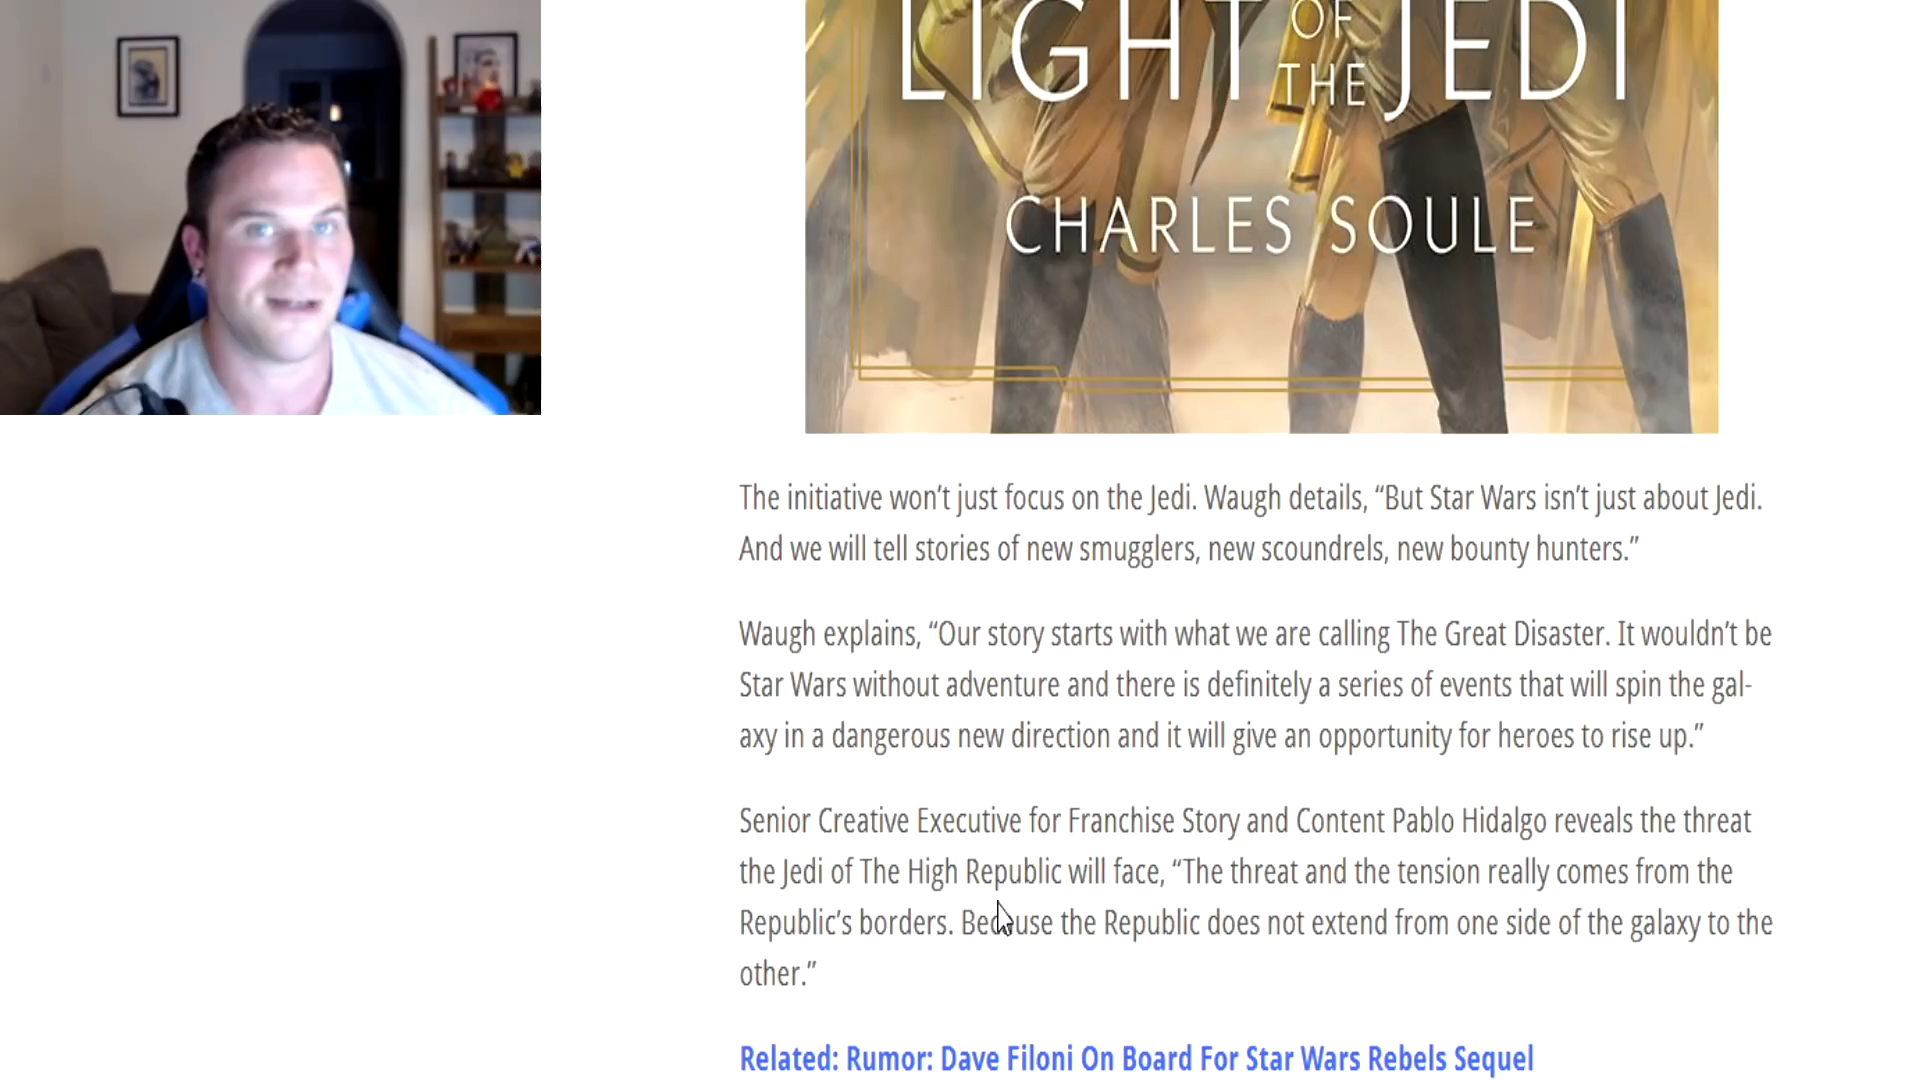 LIGHT OF THE JEDI
CHARLES SOULE
The initiative won’t just focus on the Jedi. Waugh details, “But Star Wars isn’t just about Jedi.
And we will tell stories of new smugglers, new scoundrels, new bounty hunters.”
Waugh explains, “Our story starts with what we are calling The Great Disaster. It wouldn’t be
Star Wars without adventure and there is definitely a series of events that will spin the gal-
axy in a dangerous new direction and it will give an opportunity for heroes to rise up.”
Senior Creative Executive for Franchise Story and Content Pablo Hidalgo reveals the threat
the Jedi of The High Republic will face, “The threat and the tension really comes from the
Republic’s borders. Because the Republic does not extend from one side of the galaxy to the
other.”
Related: Rumor: Dave Filoni On Board For Star Wars Rebels Sequel